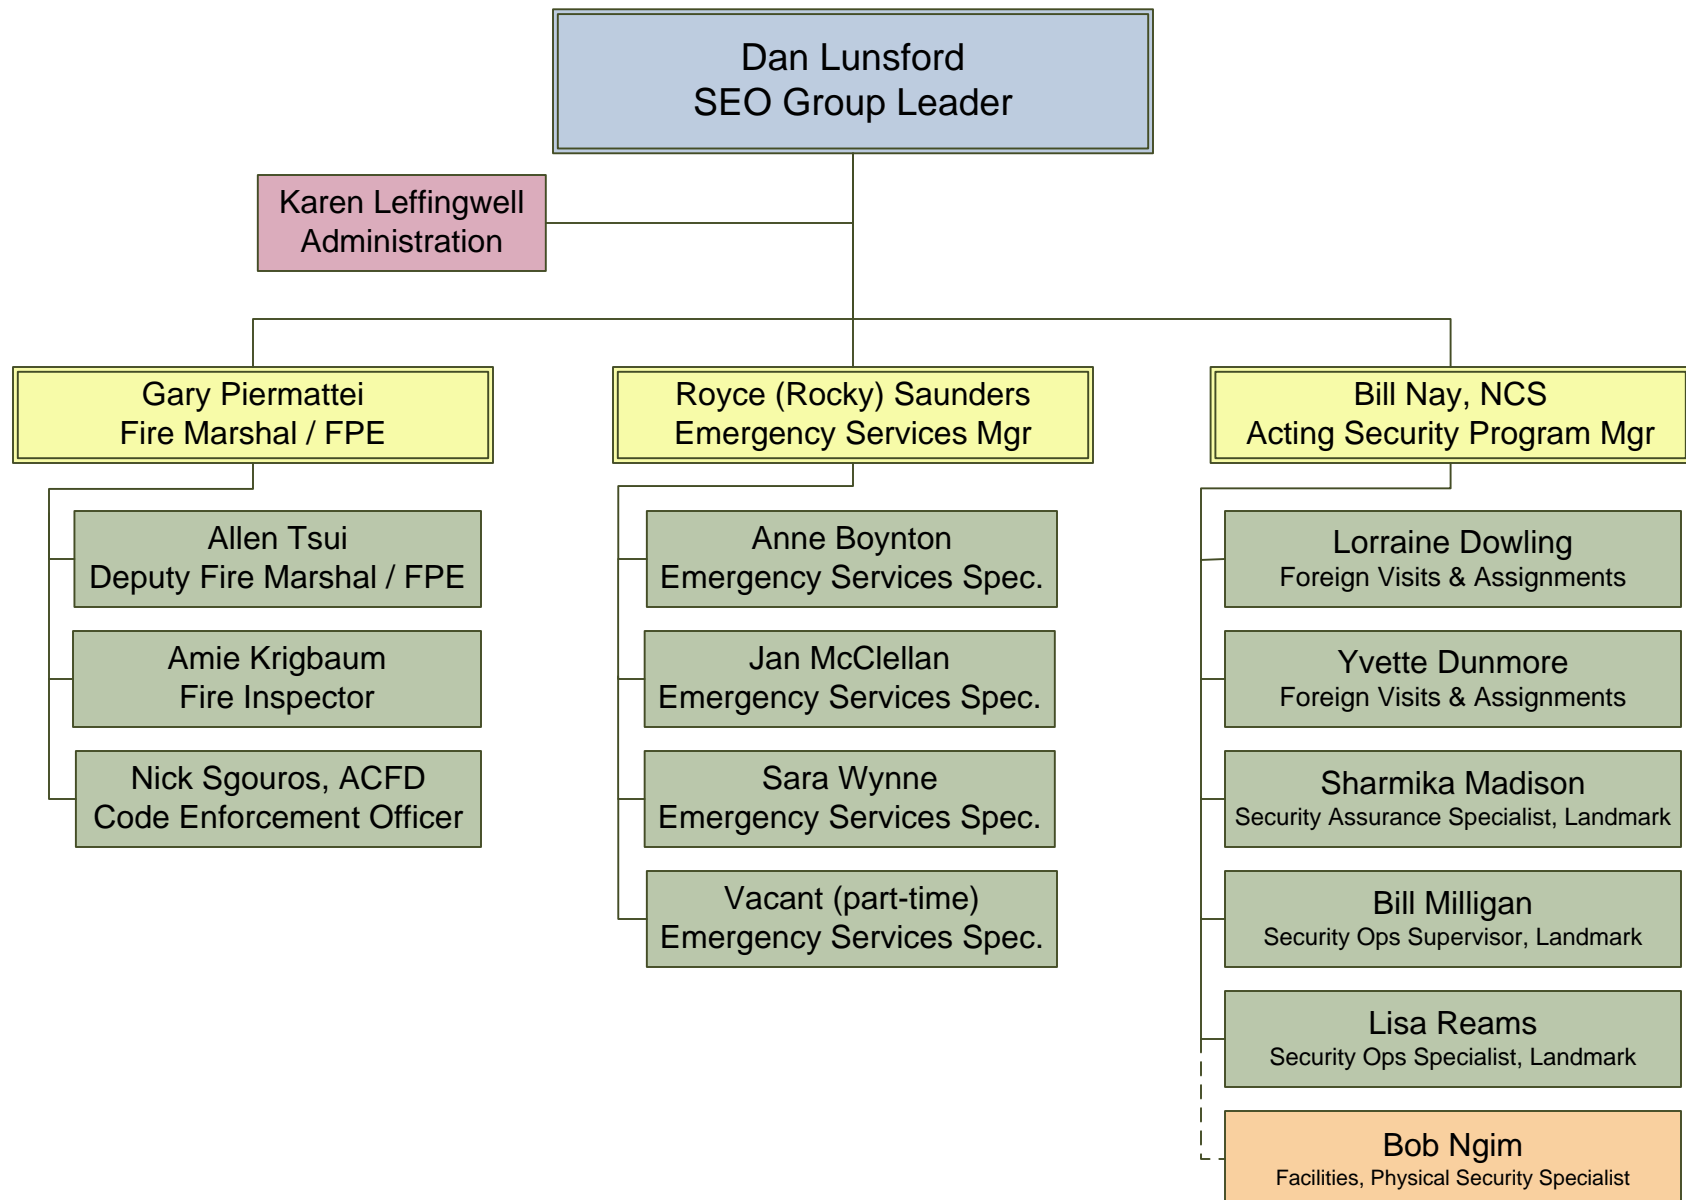 Dan Lunsford
SEO Group Leader
Karen Leffingwell
Administration
Gary Piermattei
Fire Marshal / FPE
Allen Tsui
Deputy Fire Marshal / FPE
Amie Krigbaum
Fire Inspector
Nick Sgouros, ACFD
Code Enforcement Officer
Royce (Rocky) Saunders
Emergency Services Mgr
Anne Boynton
Emergency Services Spec.
Jan McClellan
Emergency Services Spec.
Sara Wynne
Emergency Services Spec.
Vacant (part-time)
Emergency Services Spec.
Bill Nay, NCS
Acting Security Program Mgr
Lorraine Dowling
Foreign Visits & Assignments
Yvette Dunmore
Foreign Visits & Assignments
Sharmika Madison
Security Assurance Specialist, Landmark
Bill Milligan
Security Ops Supervisor, Landmark
Lisa Reams
Security Ops Specialist, Landmark
Bob Ngim
Facilities, Physical Security Specialist